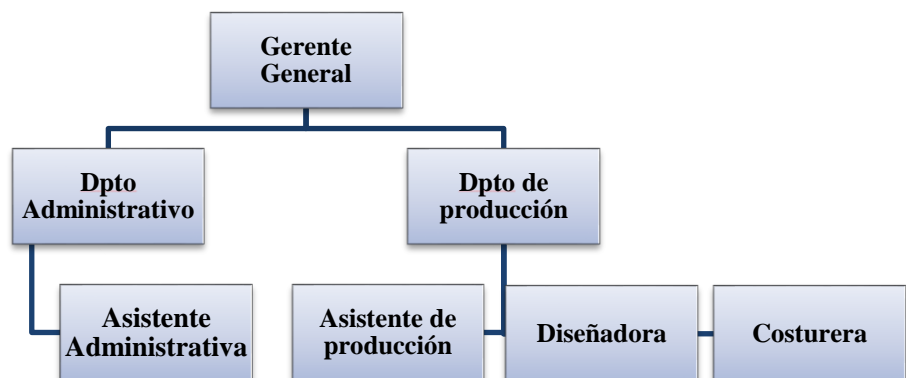 Gerente
General
Dpto
Administrativo
Dpto de
producción
Asistente
Administrativa
Asistente de
producción
Diseñadora
Costurera